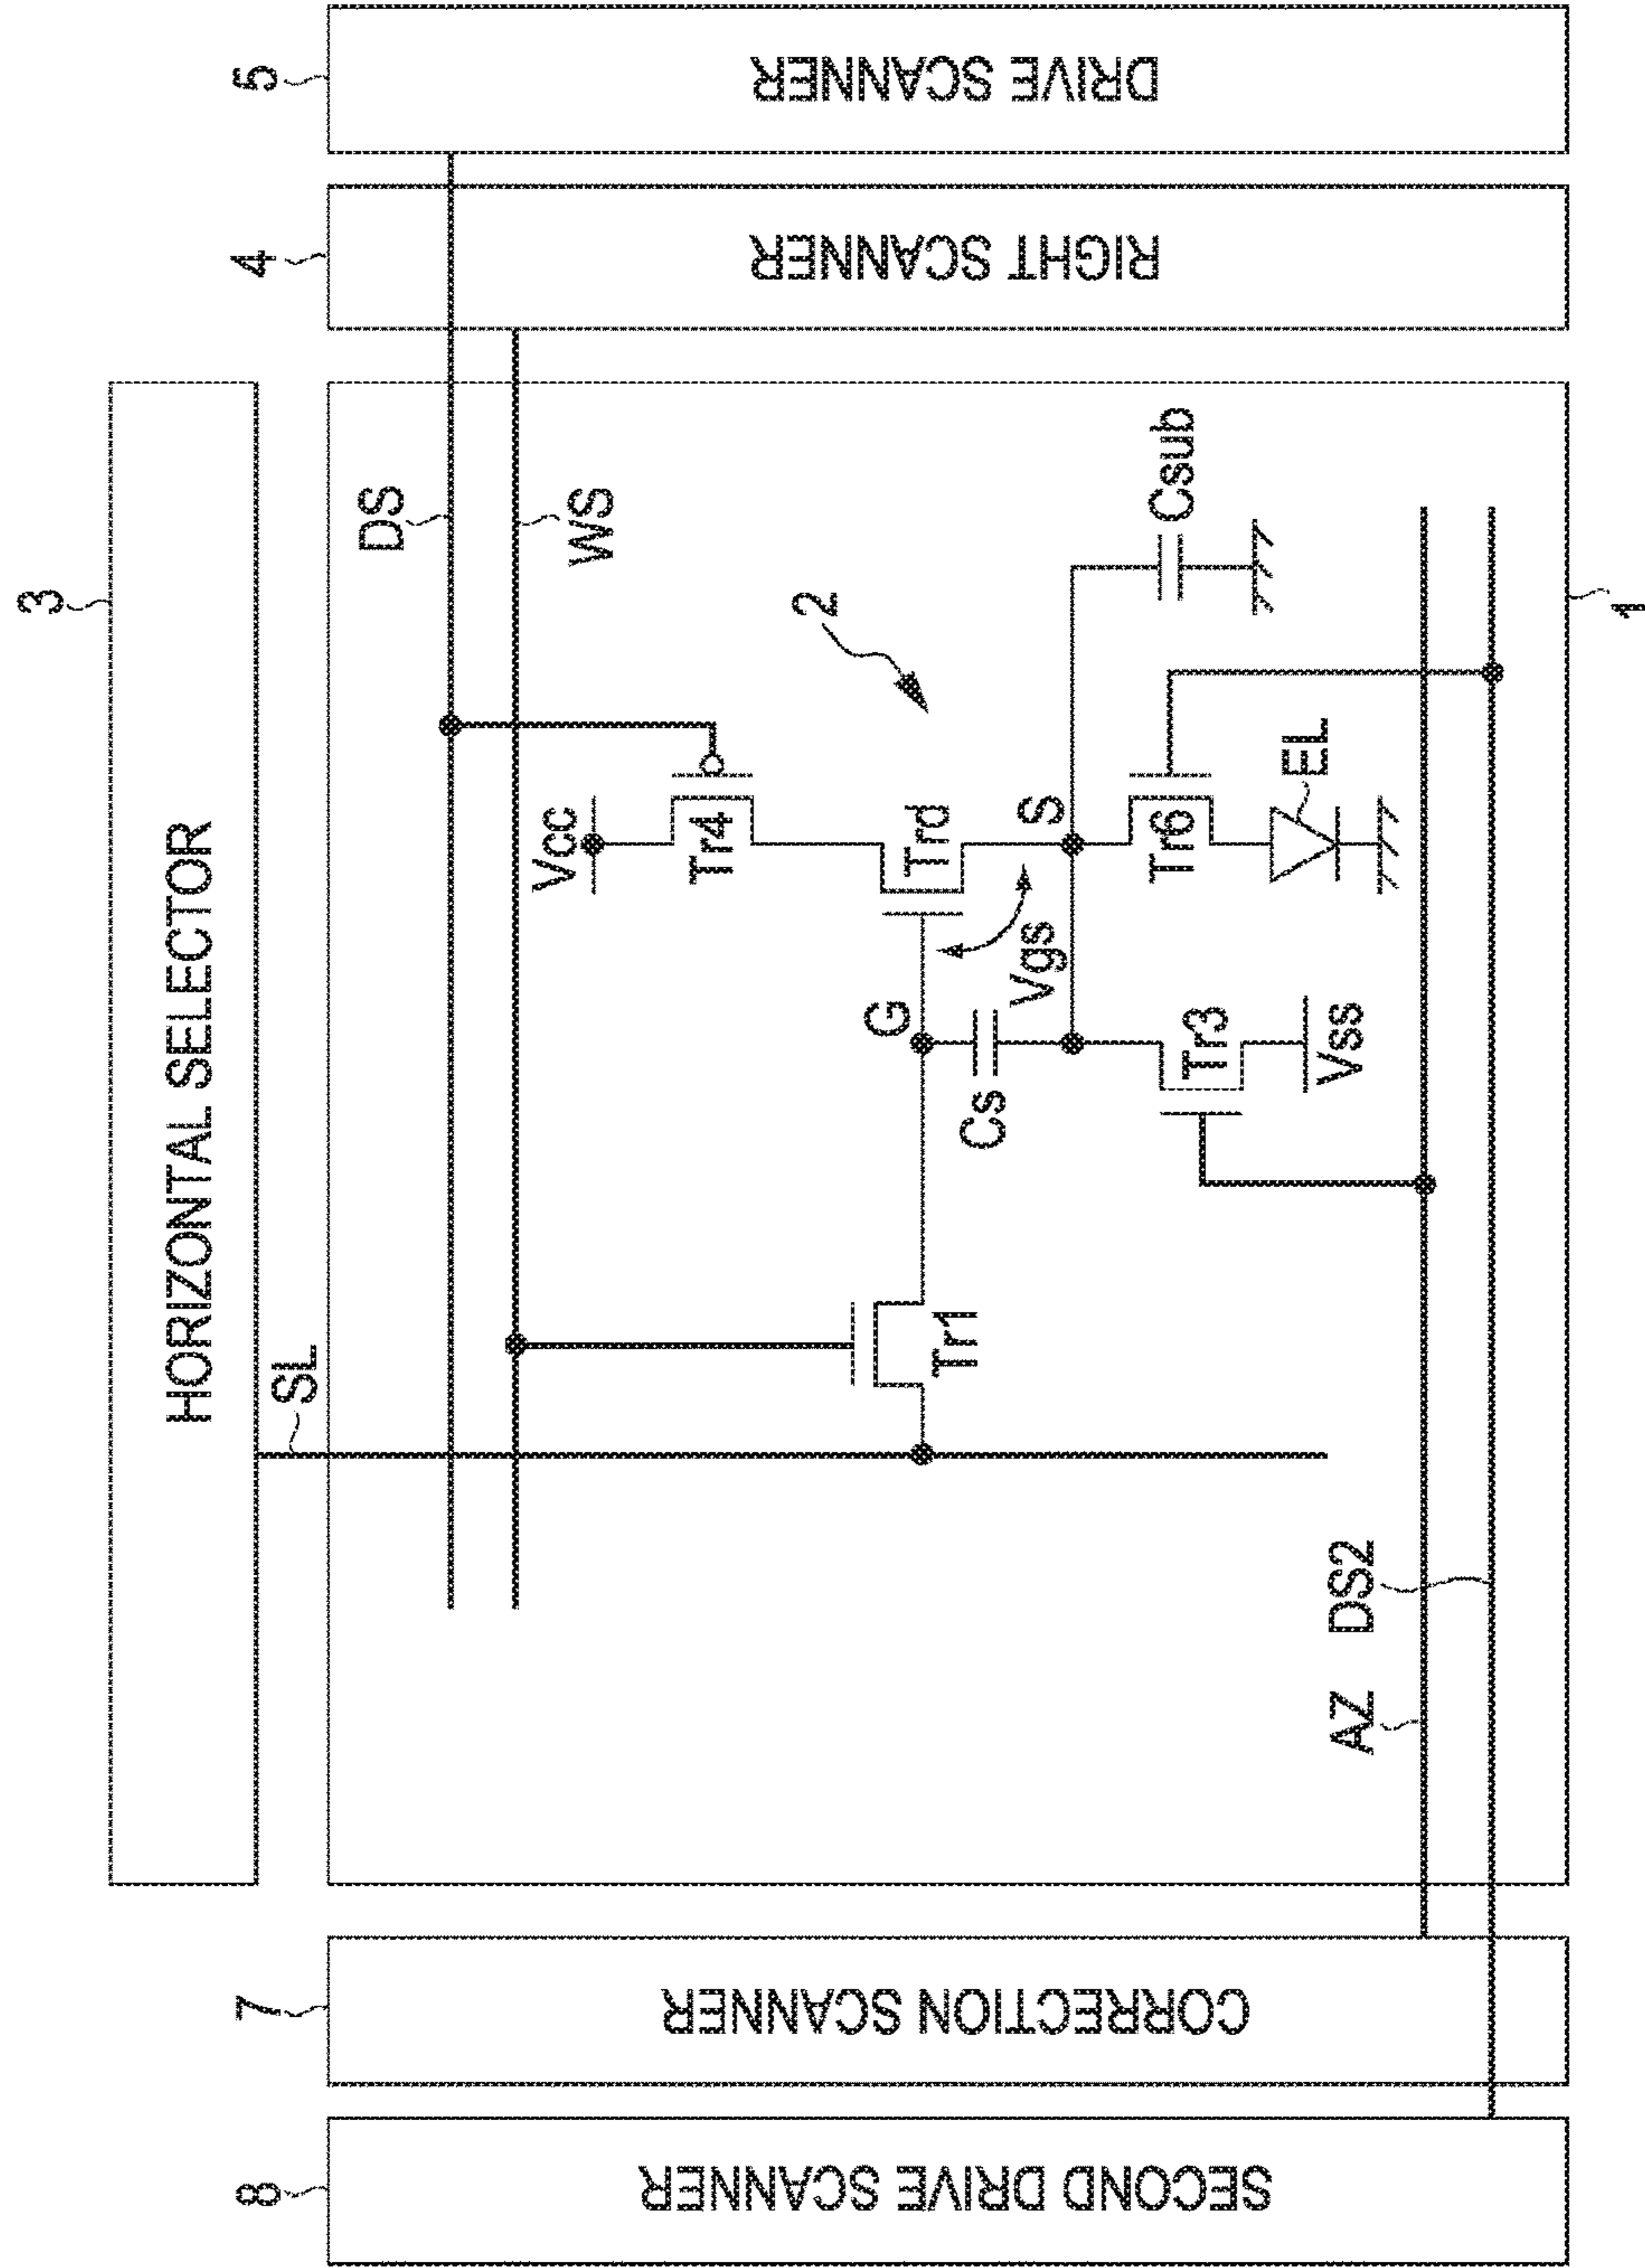 3
HORIZONTAL SELECTOR
SL
8
SECOND DRIVE SCANNER
7
CORRECTION SCANNER
4
RIGHT SCANNER
5
DRIVE SCANNER
DS
WS
Vcc
Tr4
2
G
Trd
Tr1
Cs
Vgs
S
Csub
Tr3
Tr6
Vss
EL
AZ
DS2
1